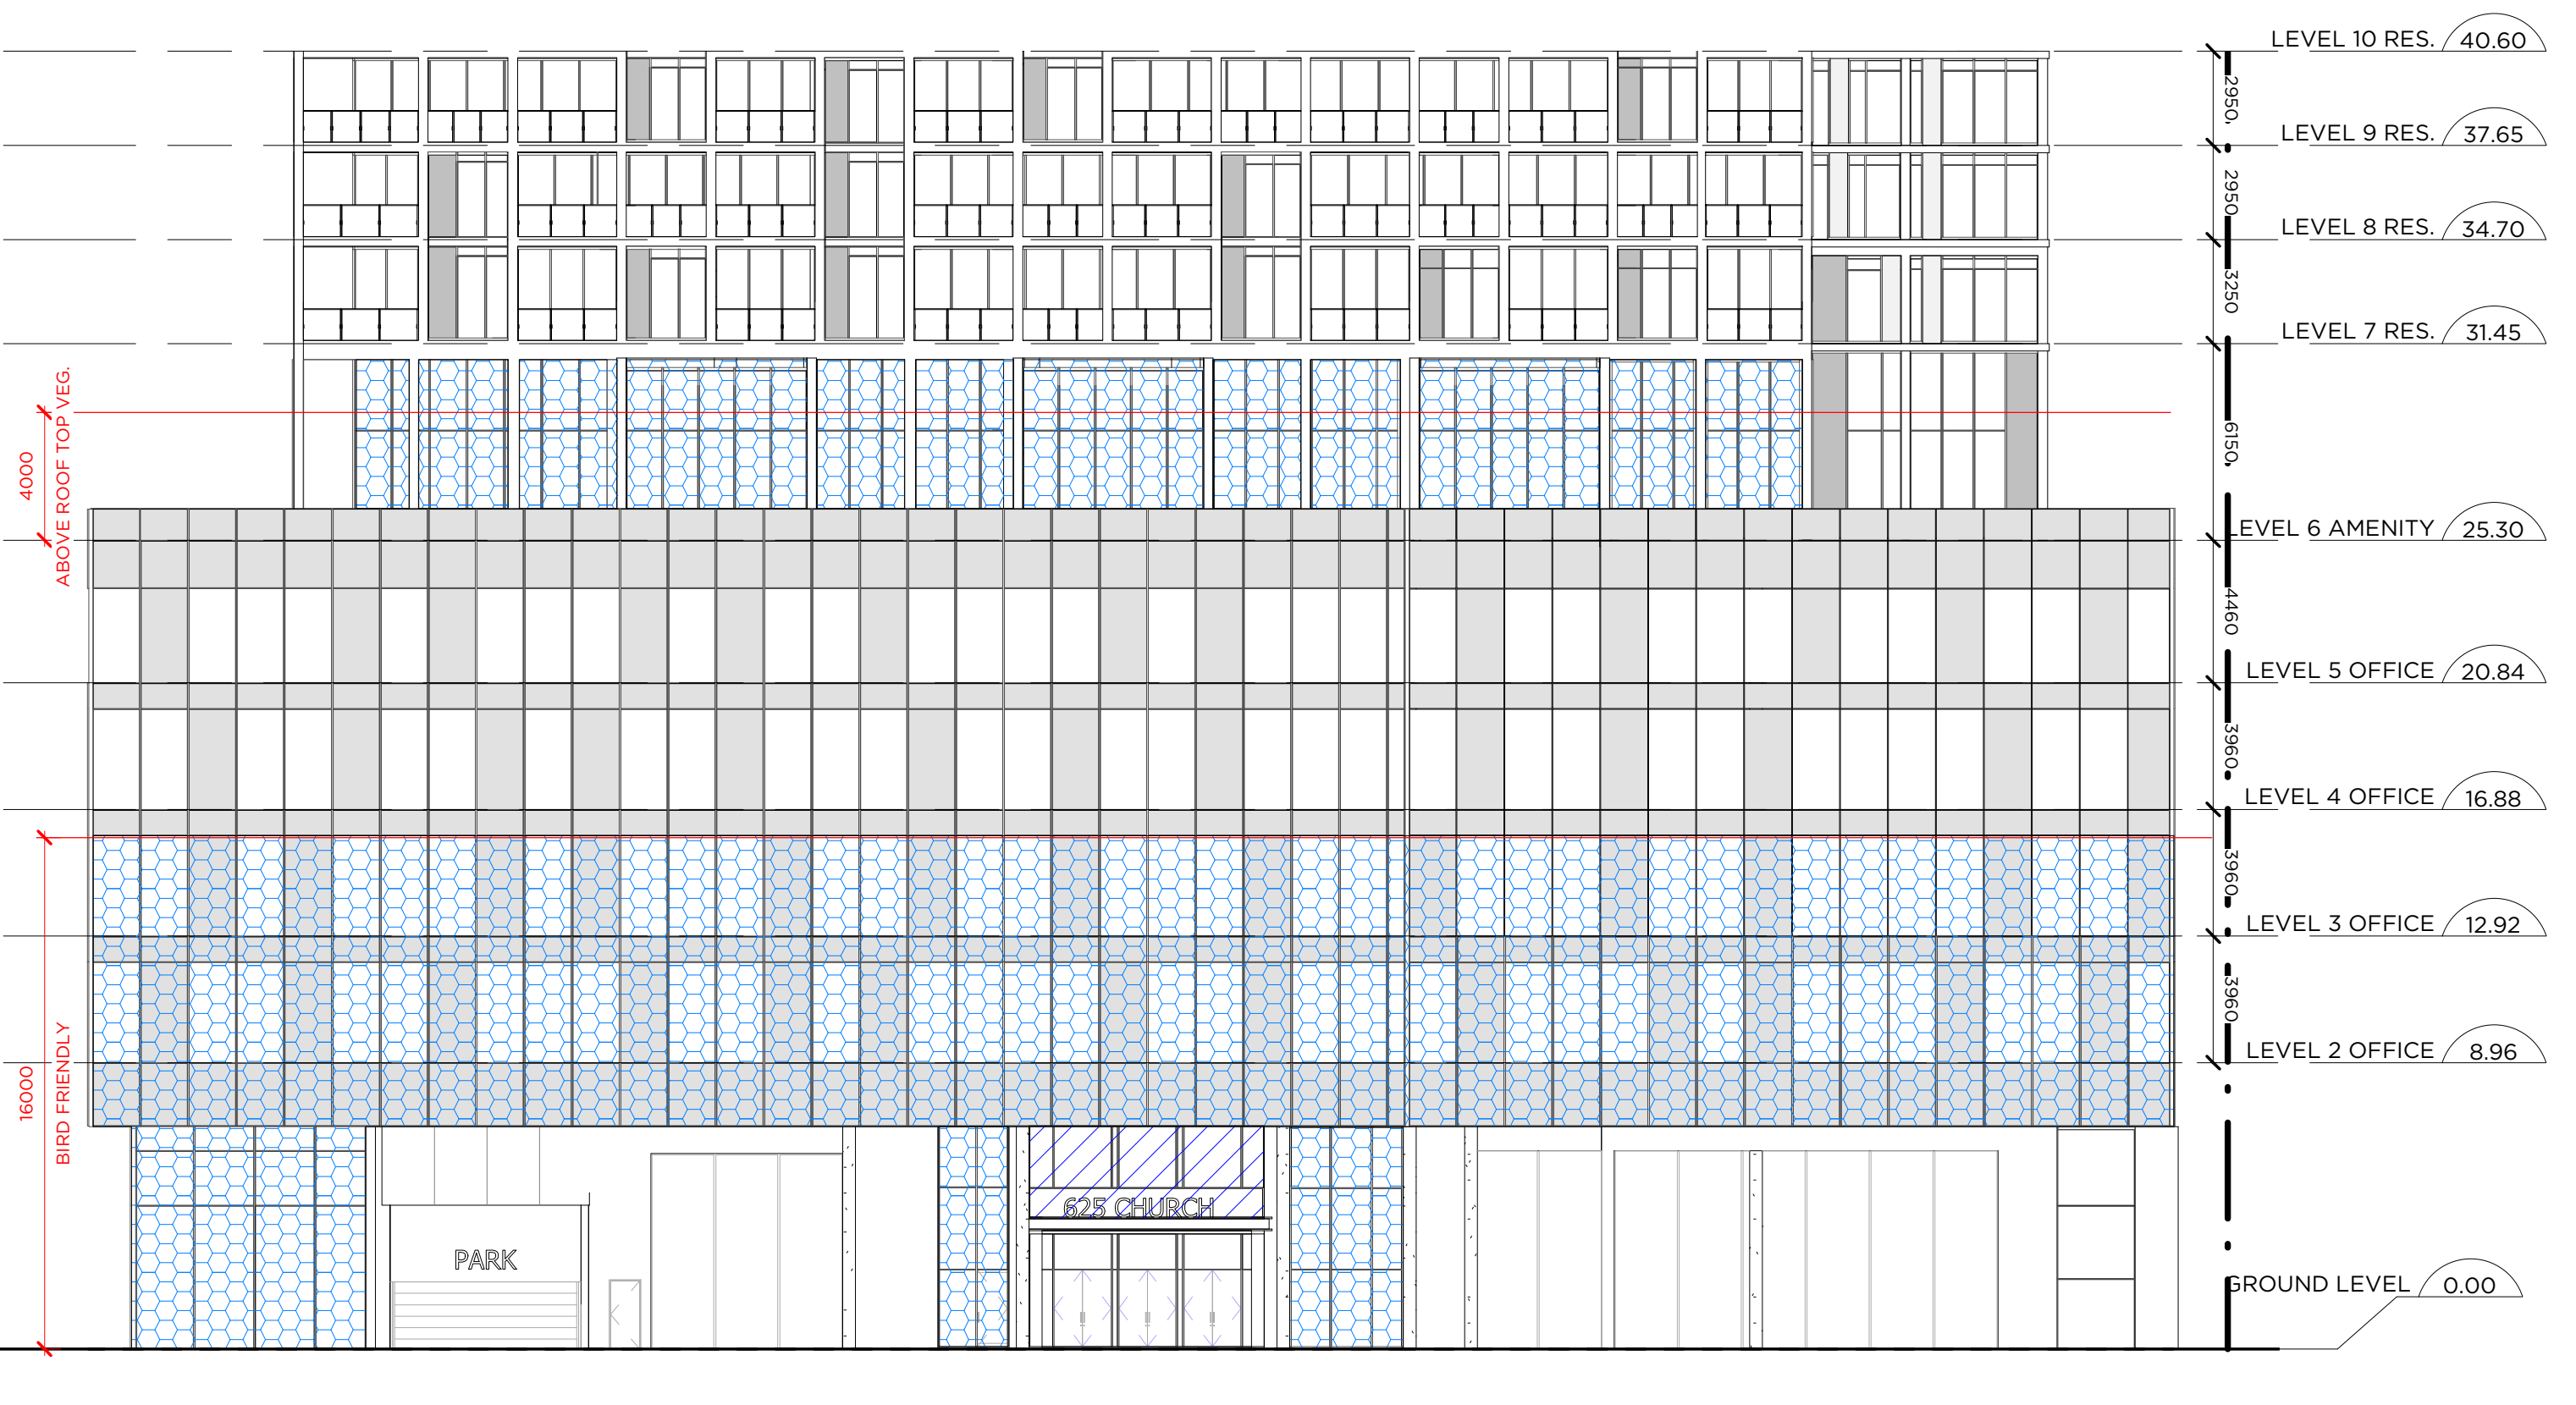 LEVEL 10 RES. 40.60
2950
LEVEL 9 RES. 37.65
2950
LEVEL 8 RES. 34.70
3250
LEVEL 7 RES. 31.45
6150
4000
ABOVE ROOF TOP VEG.
LEVEL 6 AMENITY 25.30
4460
LEVEL 5 OFFICE 20.84
3960
LEVEL 4 OFFICE 16.88
3960
LEVEL 3 OFFICE 12.92
3960
LEVEL 2 OFFICE 8.96
16000
BIRD FRIENDLY
625 CHURCH
PARK
GROUND LEVEL 0.00